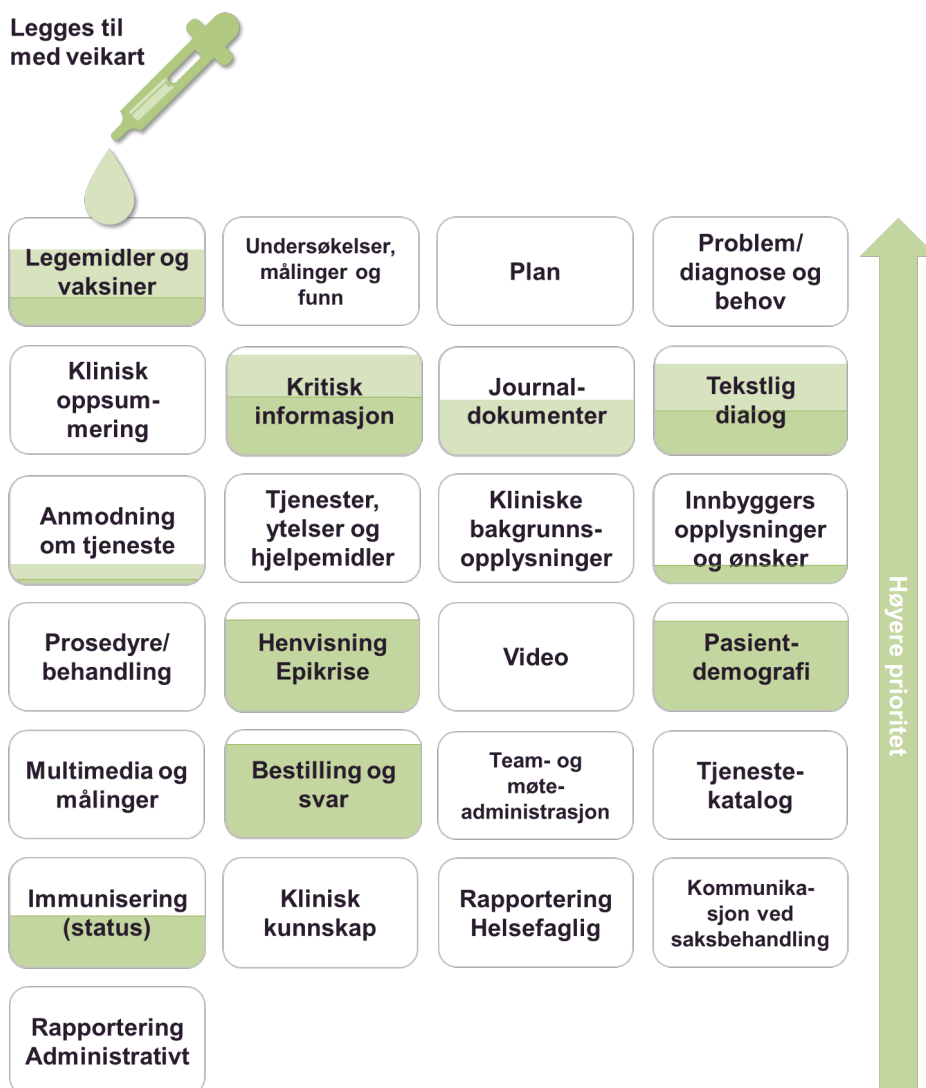 Legges til
med veikart
Legemidler og
vaksiner
Undersøkelser,
målinger og
funn
Plan
Problem/
diagnose og
behov
Klinisk
oppsum-
mering
Kritisk
informasjon
Journal-
dokumenter
Tekstlig
dialog
Anmodning
om tjeneste
Tjenester,
ytelser og
hjelpemidler
Kliniske
bakgrunns-
opplysninger
Innbyggers
opplysninger
og ønsker
Prosedyre/
behandling
Henvisning
Epikrise
Video
Pasient-
demografi
Multimedia og
målinger
Bestilling og
svar
Team- og
møte-
administrasjon
Tjeneste-
katalog
Immunisering
(status)
Klinisk
kunnskap
Rapportering
Helsefaglig
Kommunika-
sjon ved
saksbehandling
Rapportering
Administrativt
Høyere prioritet